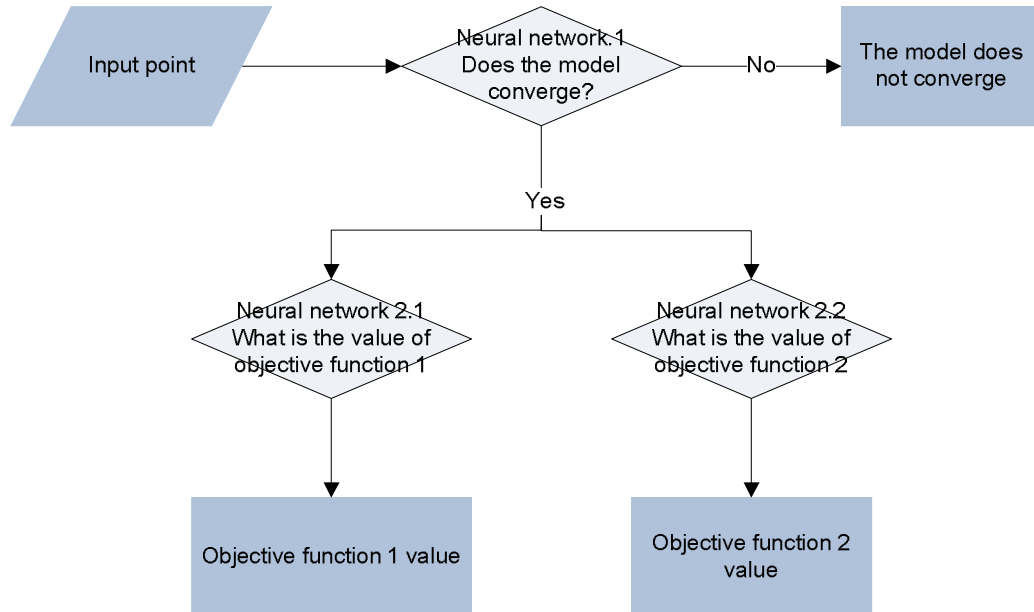 Input point
Neural network.1
Does the model
converge?
No
The model does
not converge
Yes
Neural network 2.1
What is the value of
objective function 1
Neural network 2.2
What is the value of
objective function 2
Objective function 1 value
Objective function 2
value